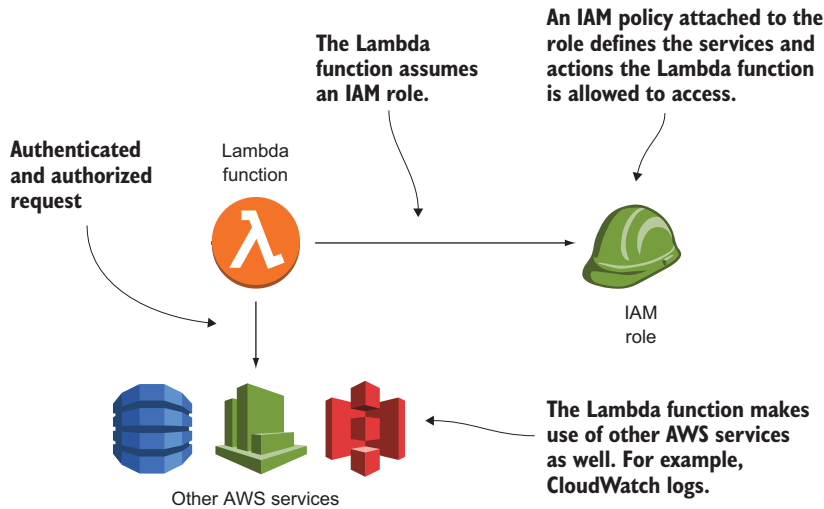 The Lambda
function assumes
an IAM role.
An IAM policy attached to the
role defines the services and
actions the Lambda function
is allowed to access.
Authenticated
and authorized
request
Lambda
function
IAM
role
The Lambda function makes
use of other AWS services
as well. For example,
CloudWatch logs.
Other AWS services